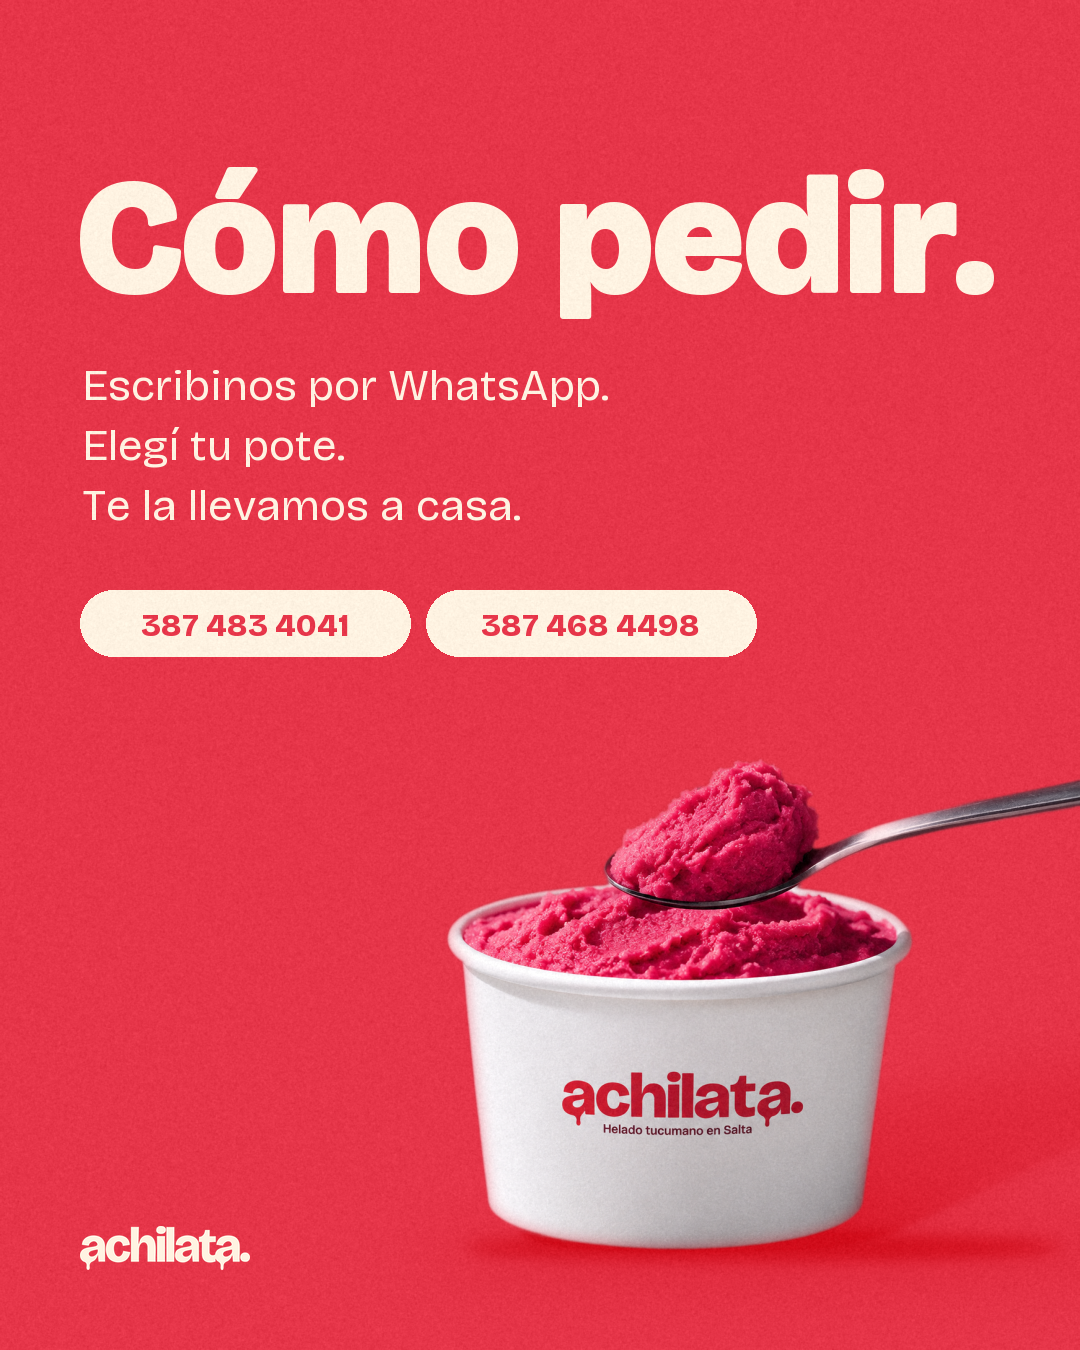 Cómo pedir.
Escribinos por WhatsApp.
Elegí tu pote.
Te la llevamos a casa.
387 483 4041
387 468 4498
achilata.
Helado tucumano en Salta
achilata.